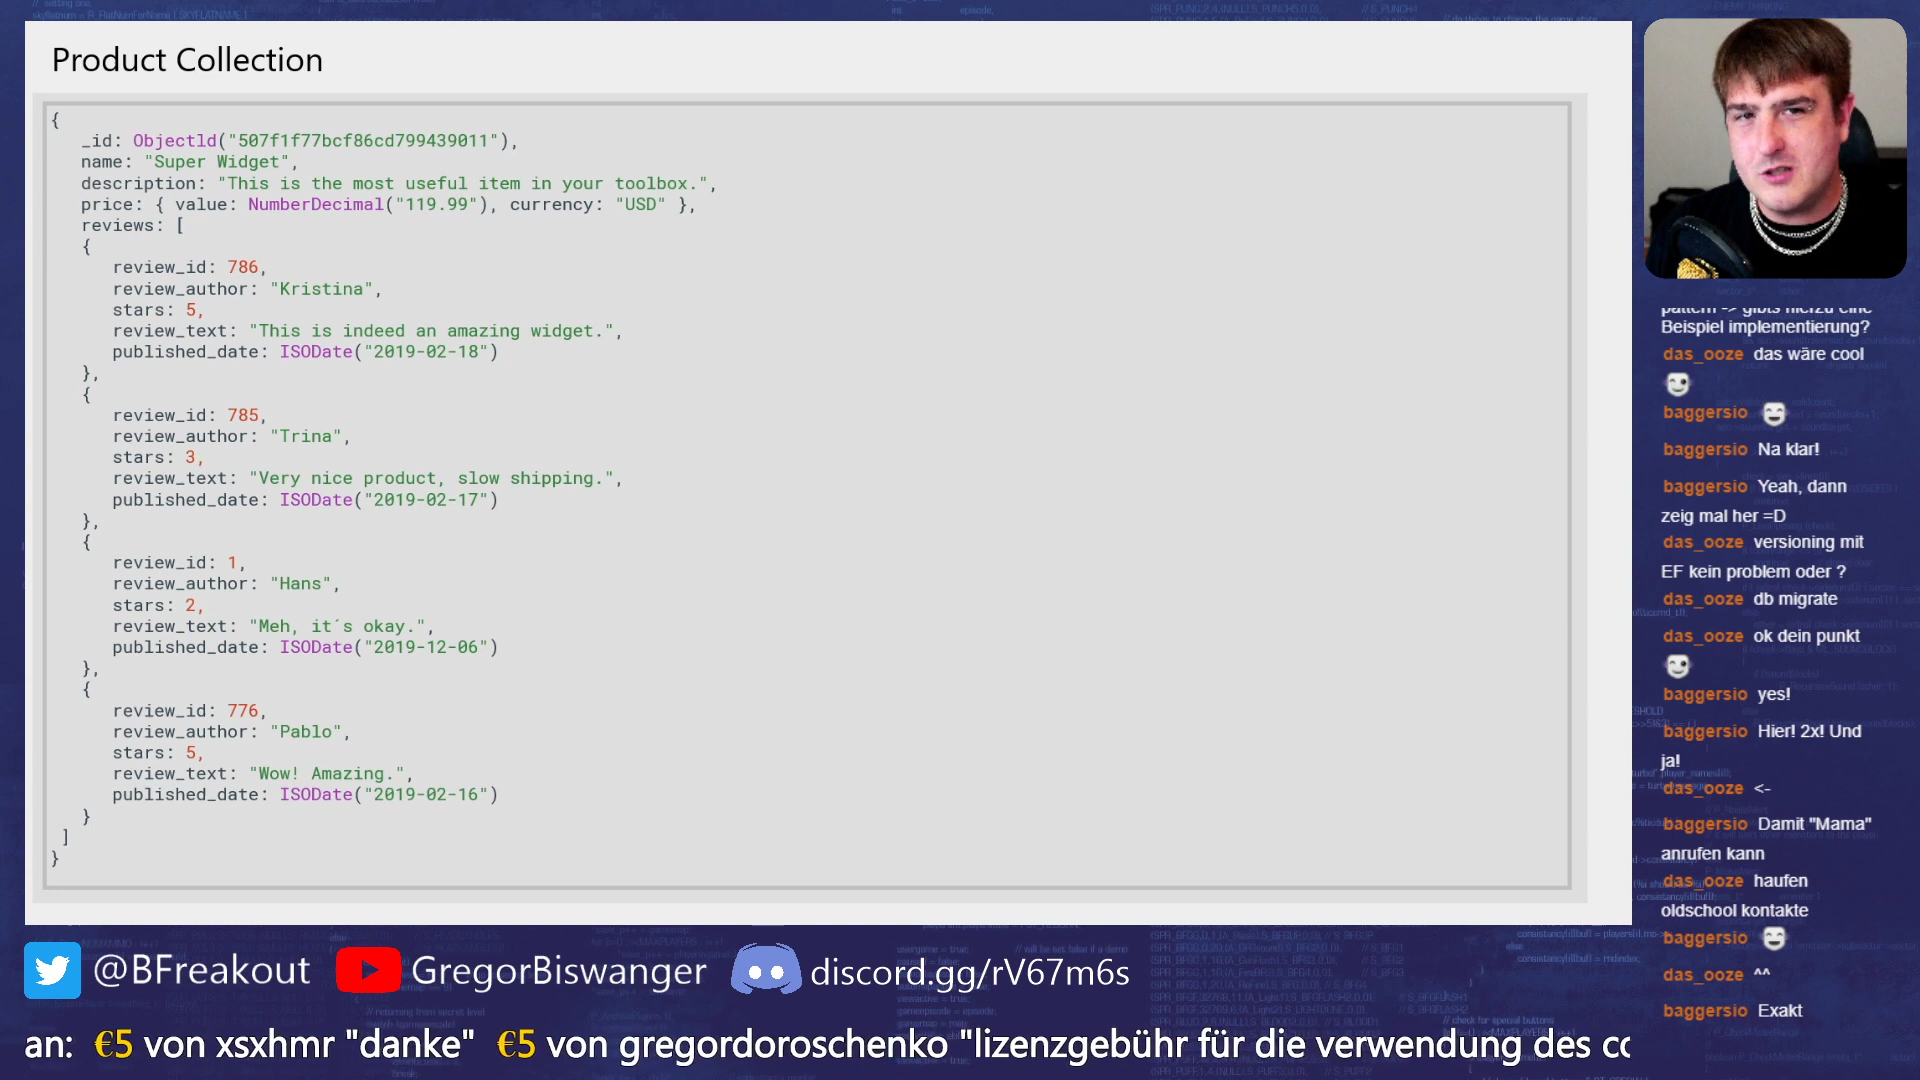 Product Collection
{
_id: ObjectId("507f1f77bcf86cd799439011"),
name: "Super Widget",
description: "This is the most useful item in your toolbox.",
price: { value: NumberDecimal("119.99"), currency: "USD" },
reviews: [
{
review_id: 786,
review_author: "Kristina",
stars: 5,
review_text: "This is indeed an amazing widget.",
published_date: ISODate("2019-02-18")
},
{
review_id: 785,
review_author: "Trina",
stars: 3,
review_text: "Very nice product, slow shipping.",
published_date: ISODate("2019-02-17")
},
{
review_id: 1,
review_author: "Hans",
stars: 2,
review_text: "Meh, it´s okay.",
published_date: ISODate("2019-12-06")
},
{
review_id: 776,
review_author: "Pablo",
stars: 5,
review_text: "Wow! Amazing.",
published_date: ISODate("2019-02-16")
}
]
}
pattern -> gibts hierzu eine
Beispiel implementierung?
das_ooze das wäre cool
baggersio
baggersio Na klar!
baggersio Yeah, dann
zeig mal her =D
das_ooze versioning mit
EF kein problem oder ?
das_ooze db migrate
das_ooze ok dein punkt
baggersio yes!
baggersio Hier! 2x! Und
ja!
das_ooze <-
baggersio Damit "Mama"
anrufen kann
das_ooze haufen
oldschool kontakte
baggersio
das_ooze ^^
baggersio Exakt
@BFreakout GregorBiswanger discord.gg/rV67m6s
an: €5 von xsxhmr "danke" €5 von gregordoroschenko "lizenzgebühr für die verwendung des